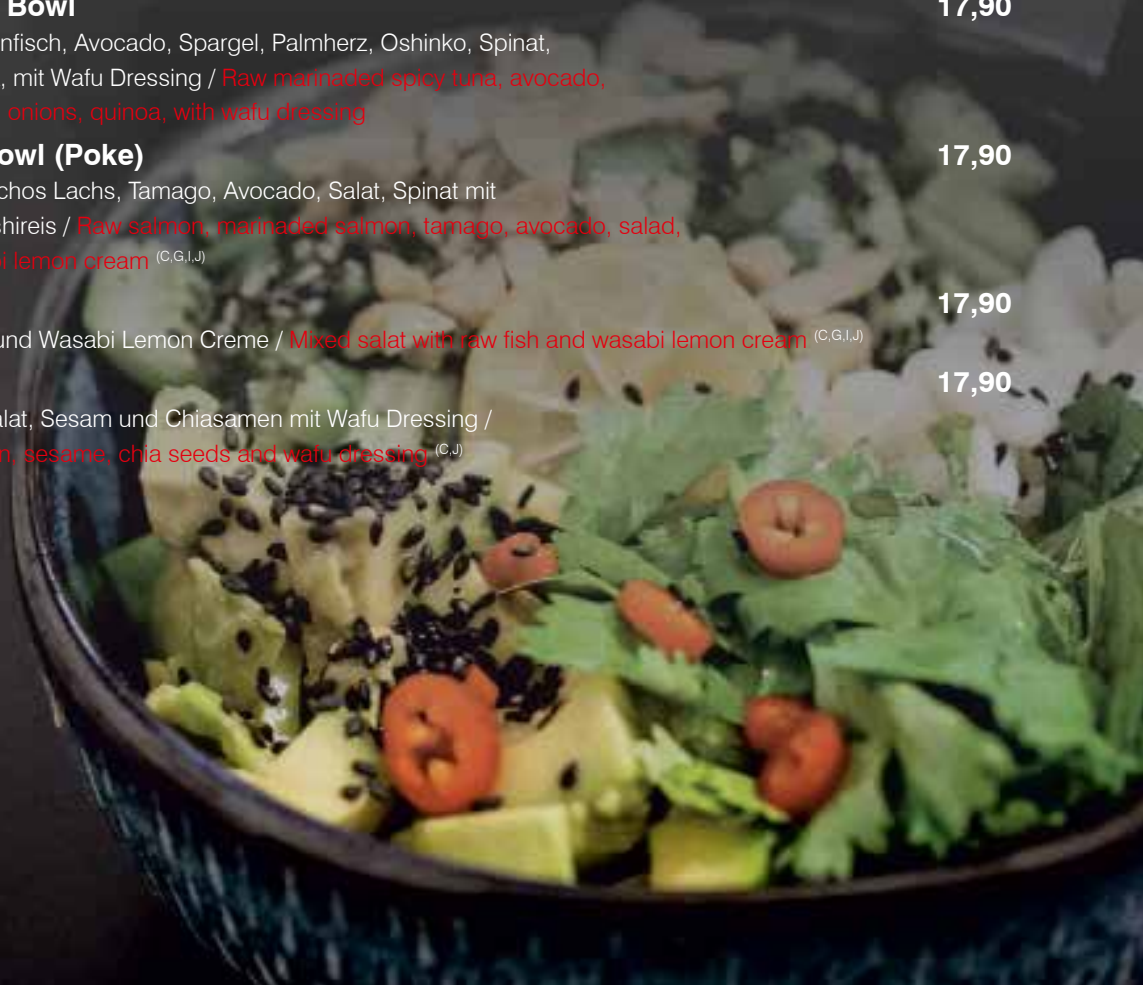 Bowl 17,90
nfisch, Avocado, Spargel, Palmherz, Oshinko, Spinat,
, mit Wafu Dressing / Raw marinaded spicy tuna, avocado,
onions, quinoa, with wafu dressing
owl (Poke) 17,90
chos Lachs, Tamago, Avocado, Salat, Spinat mit
hireis / Raw salmon, marinaded salmon, tamago, avocado, salad,
i lemon cream (C,G,I,J)
17,90
und Wasabi Lemon Creme / Mixed salat with raw fish and wasabi lemon cream (C,G,I,J)
17,90
lat, Sesam und Chiasamen mit Wafu Dressing /
n, sesame, chia seeds and wafu dressing (C,J)